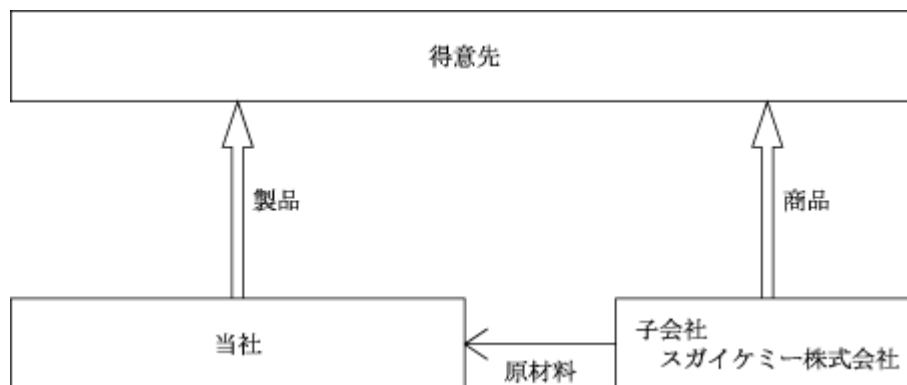 得意先
製品
商品
当社
原材料
子会社
スガイケミー株式会社